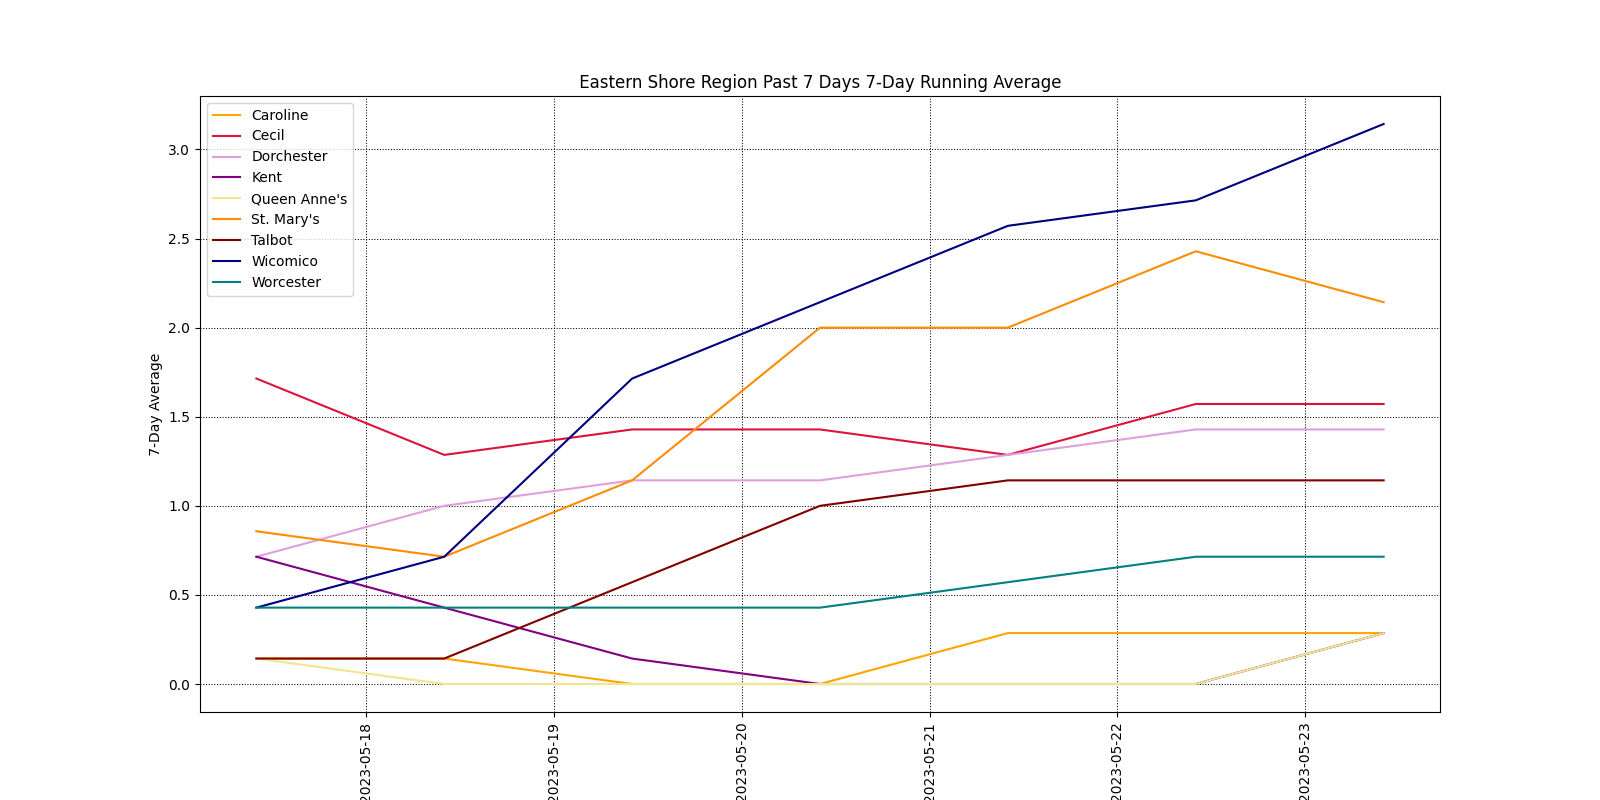 Eastern Shore Region Past 7 Days 7-Day Running Average
Caroline
Cecil
Dorchester
Kent
Queen Anne's
St. Mary's
Talbot
Wicomico
Worcester
7-Day Average
3.0
2.5
2.0
1.5
1.0
0.5
0.0
2023-05-18
2023-05-19
2023-05-20
2023-05-21
2023-05-22
2023-05-23